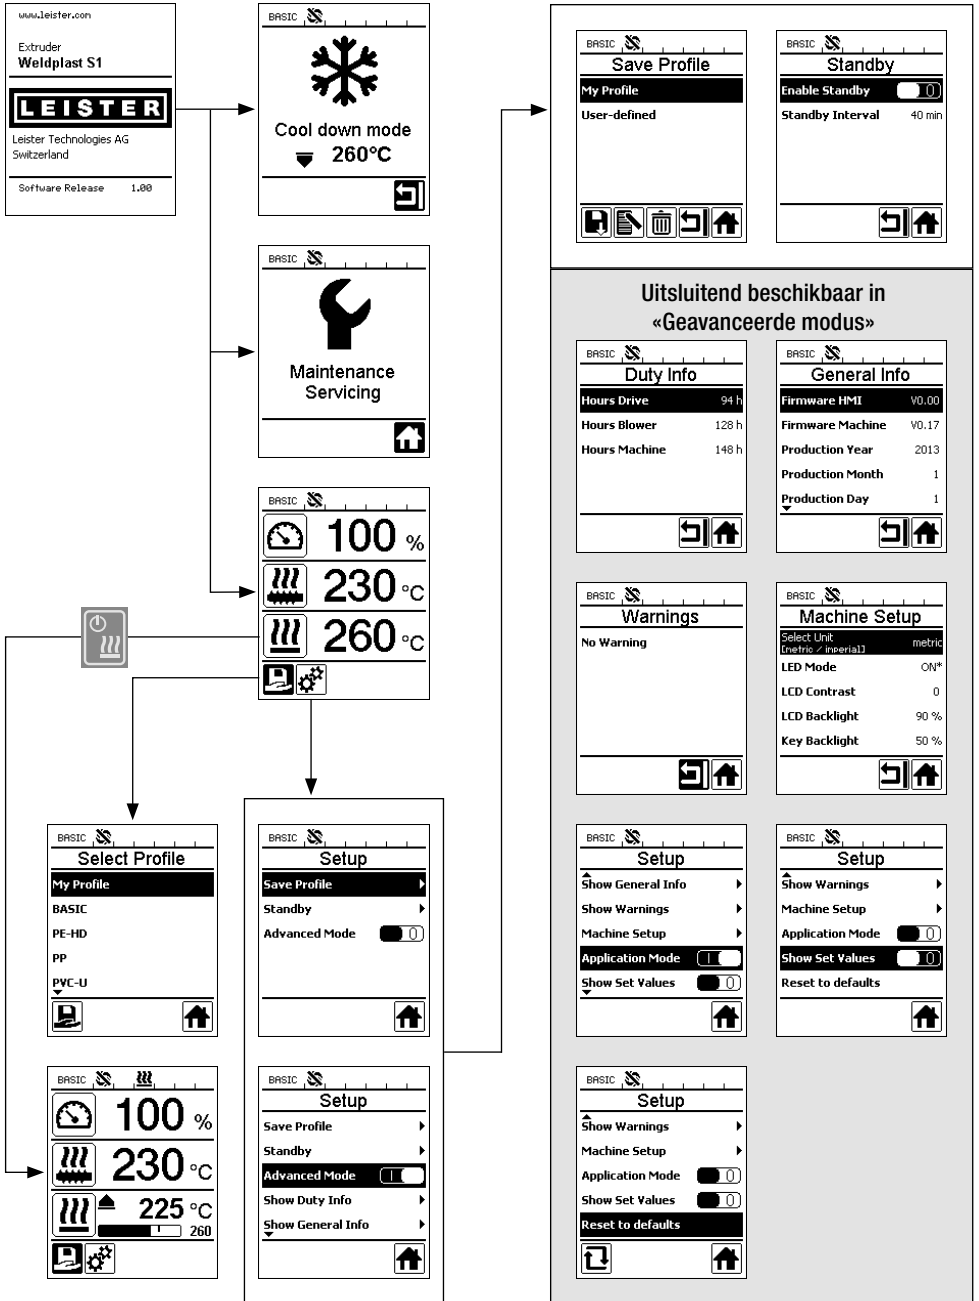 www.leister.com
Extruder
Weldplast S1
LEISTER
Leister Technologies AG
Switzerland
Software Release 1.00
BASIC
Cool down mode
260°C
BASIC
Maintenance
Servicing
BASIC
100 %
230 °C
260 °C
BASIC
Select Profile
My Profile
BASIC
PE-HD
PP
PVC-U
BASIC
100 %
230 °C
225 °C
260
BASIC
Setup
Save Profile
Standby
Advanced Mode 0
BASIC
Setup
Save Profile
Standby
Advanced Mode I
Show Duty Info
Show General Info
BASIC
Save Profile
My Profile
User-defined
BASIC
Standby
Enable Standby 0
Standby Interval 40 min
Uitsluitend beschikbaar in
«Geavanceerde modus»
BASIC
Duty Info
Hours Drive 94 h
Hours Blower 128 h
Hours Machine 148 h
BASIC
General Info
Firmware HMI V0.00
Firmware Machine V0.17
Production Year 2013
Production Month 1
Production Day 1
BASIC
Warnings
No Warning
BASIC
Machine Setup
Select Unit metric
[metric / imperial]
LED Mode ON*
LCD Contrast 0
LCD Backlight 90 %
Key Backlight 50 %
BASIC
Setup
Show General Info
Show Warnings
Machine Setup
Application Mode I
Show Set Values 0
BASIC
Setup
Show Warnings
Machine Setup
Application Mode 0
Show Set Values 0
Reset to defaults
BASIC
Setup
Show Warnings
Machine Setup
Application Mode 0
Show Set Values 0
Reset to defaults